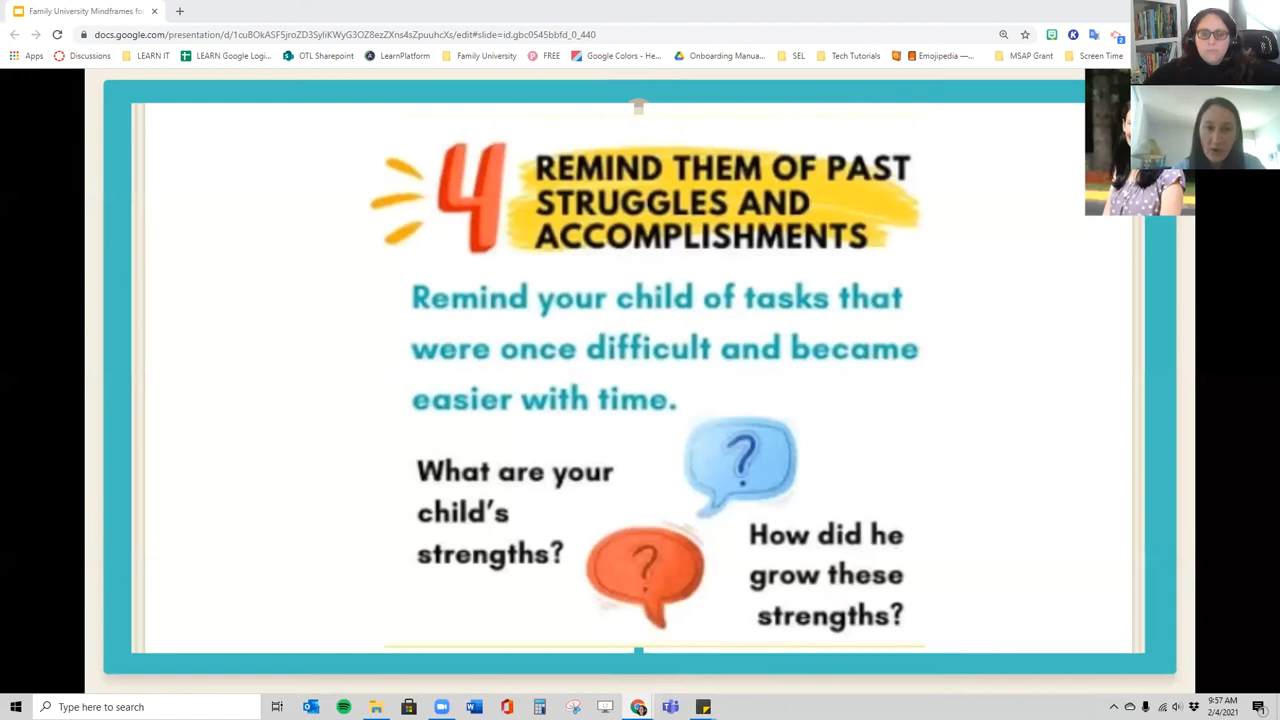 Family University Mindframes fo
docs.google.com/presentation/d/1cuBOkASF5jroZD3SyliKWyG3OZ8ezZXns4sZpuuhcXs/edit#slide=id.gbc0545bbfd_0_440
Apps Discussions LEARN IT LEARN Google Logi... OTL Sharepoint LearnPlatform Family University FREE Google Colors - He... Onboarding Manua... SEL Tech Tutorials Emojipedia —... MSAP Grant Screen Time
4
REMIND THEM OF PAST
STRUGGLES AND
ACCOMPLISHMENTS
Remind your child of tasks that
were once difficult and became
easier with time.
What are your
child's
strengths?
?
?
How did he
grow these
strengths?
Type here to search
9:57 AM
2/4/2021